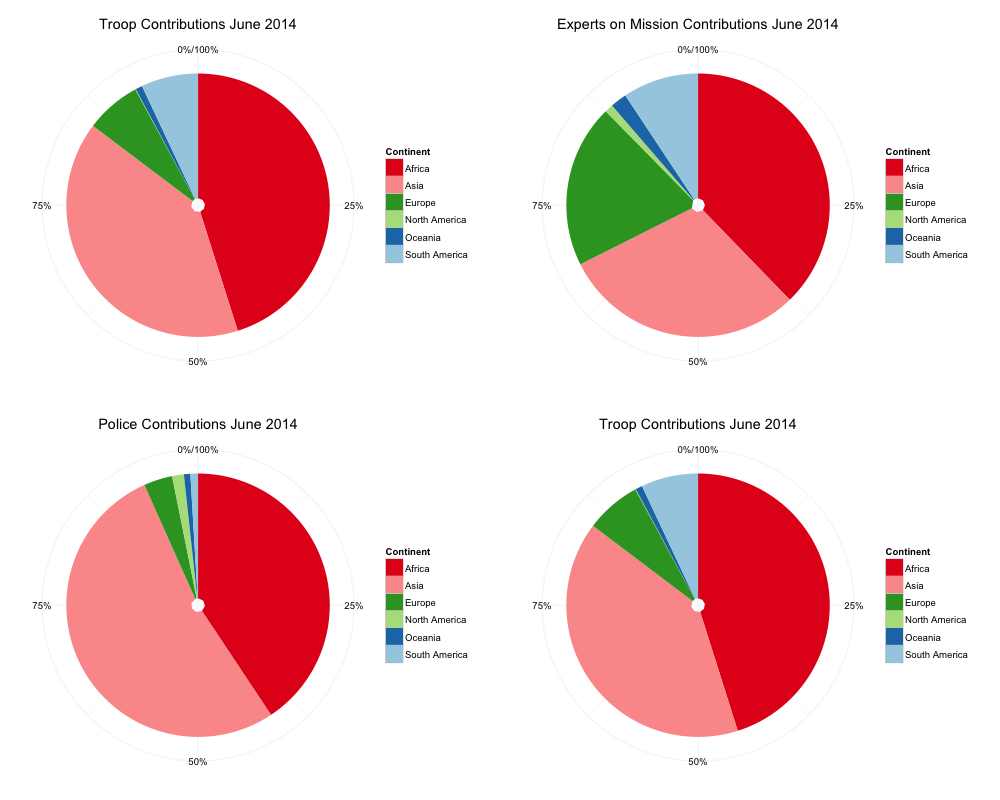 Troop Contributions June 2014
0%/100%
25%
50%
75%
Continent
Africa
Asia
Europe
North America
Oceania
South America
Experts on Mission Contributions June 2014
0%/100%
25%
50%
75%
Continent
Africa
Asia
Europe
North America
Oceania
South America
Police Contributions June 2014
0%/100%
25%
50%
75%
Continent
Africa
Asia
Europe
North America
Oceania
South America
Troop Contributions June 2014
0%/100%
25%
50%
75%
Continent
Africa
Asia
Europe
North America
Oceania
South America